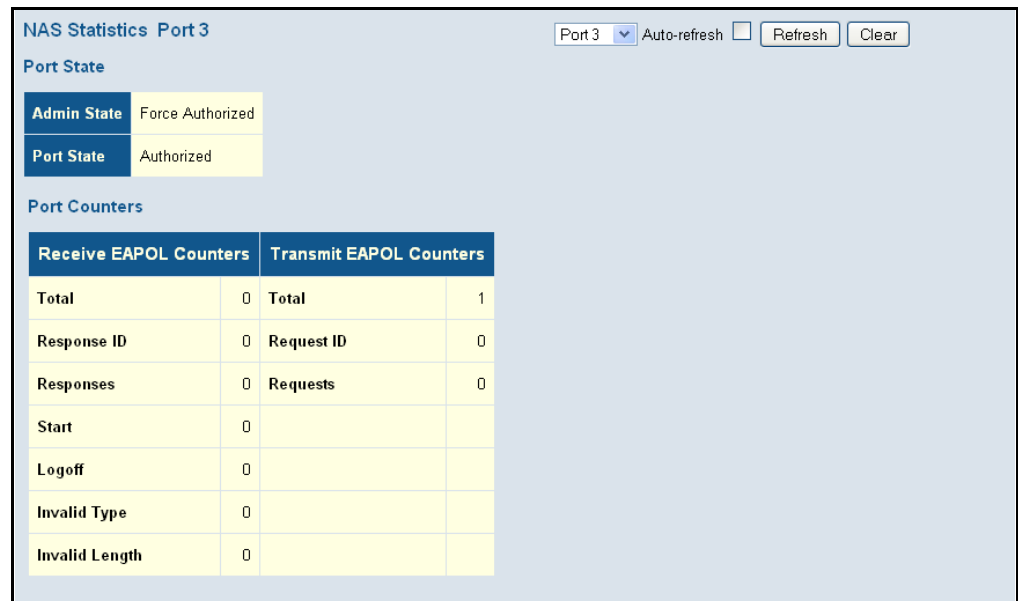 NAS Statistics Port 3
Port 3 Auto-refresh Refresh Clear
Port State
Admin State Force Authorized
Port State Authorized
Port Counters
Receive EAPOL Counters Transmit EAPOL Counters
Total 0 Total 1
Response ID 0 Request ID 0
Responses 0 Requests 0
Start 0
Logoff 0
Invalid Type 0
Invalid Length 0